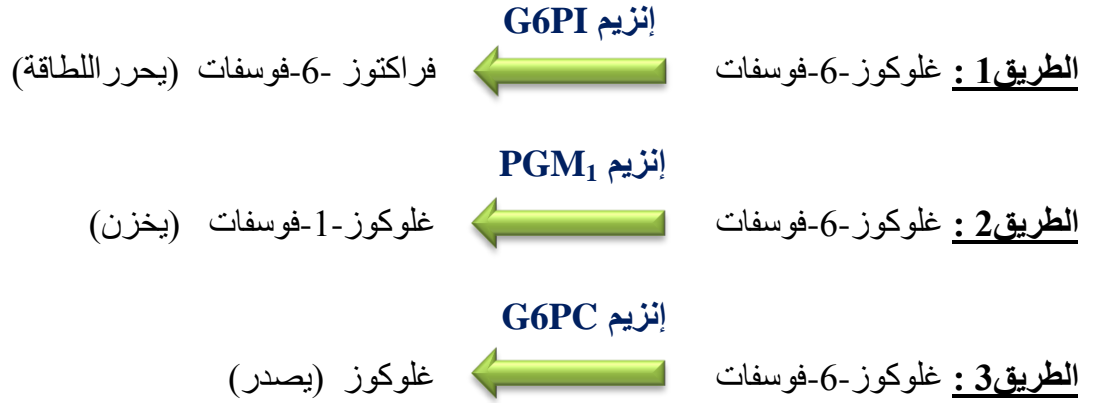 إنزيم G6PI
الطريق1 : غلوكوز-6-فوسفات فراكتوز -6-فوسفات (يحرراللطاقة)
إنزيم PGM₁
الطريق2 : غلوكوز-6-فوسفات غلوكوز-1-فوسفات (يخزن)
إنزيم G6PC
الطريق3 : غلوكوز-6-فوسفات غلوكوز (يصدر)